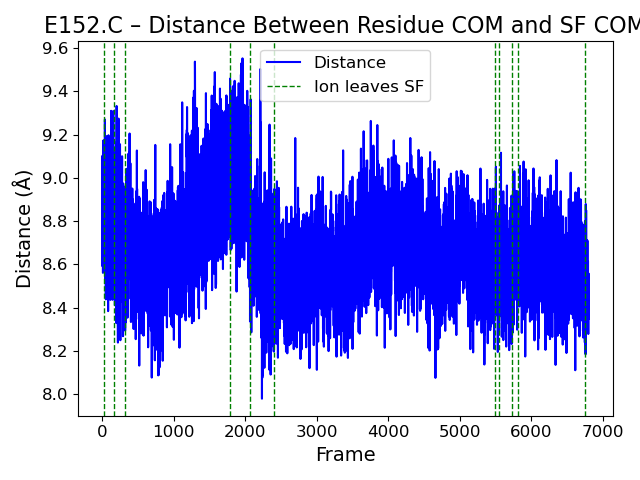 E152.C – Distance Between Residue COM and SF COM
9.6
9.4
9.2
9.0
8.8
8.6
8.4
8.2
8.0
Distance (Å)
Distance
Ion leaves SF
0 1000 2000 3000 4000 5000 6000 7000
Frame